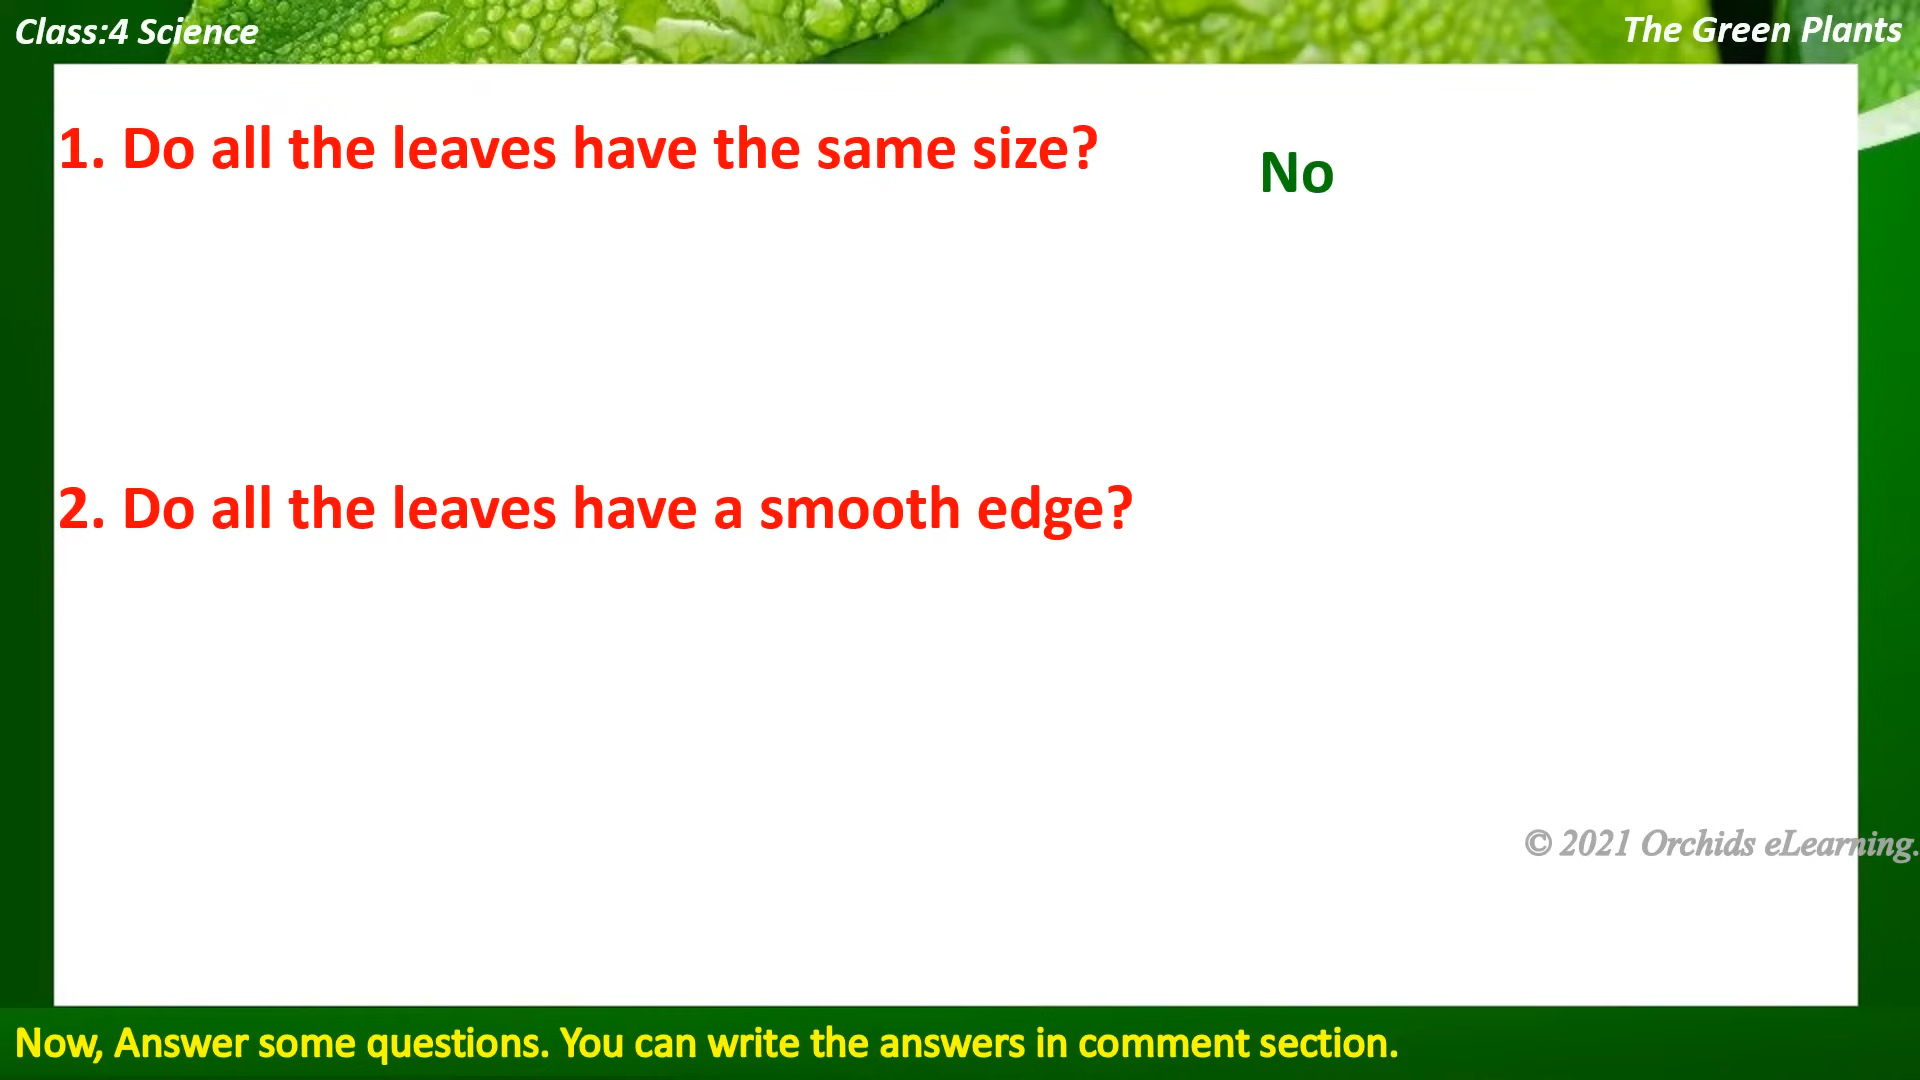 Class:4 Science
The Green Plants
1. Do all the leaves have the same size?
No
2. Do all the leaves have a smooth edge?
© 2021 Orchids eLearning.
Now, Answer some questions. You can write the answers in comment section.